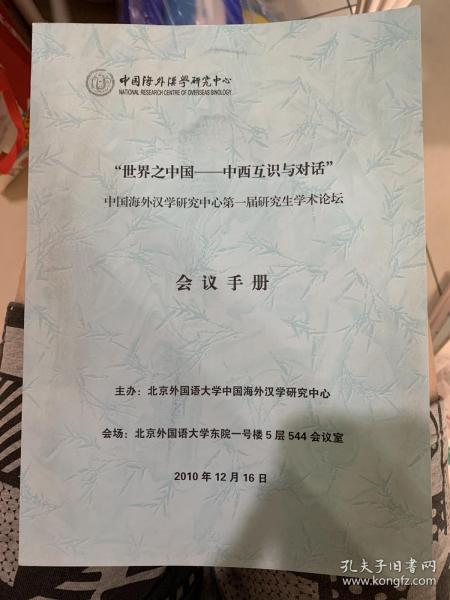 中国海外漢學研究中心
NATIONAL RESEARCH CENTRE OF OVERSEAS SINOLOGY
“世界之中国——中西互识与对话”
中国海外汉学研究中心第一届研究生学术论坛
会议手册
主办：北京外国语大学中国海外汉学研究中心
会场：北京外国语大学东院一号楼5层544会议室
2010年12月16日
孔夫子旧书网
www.kongfz.com